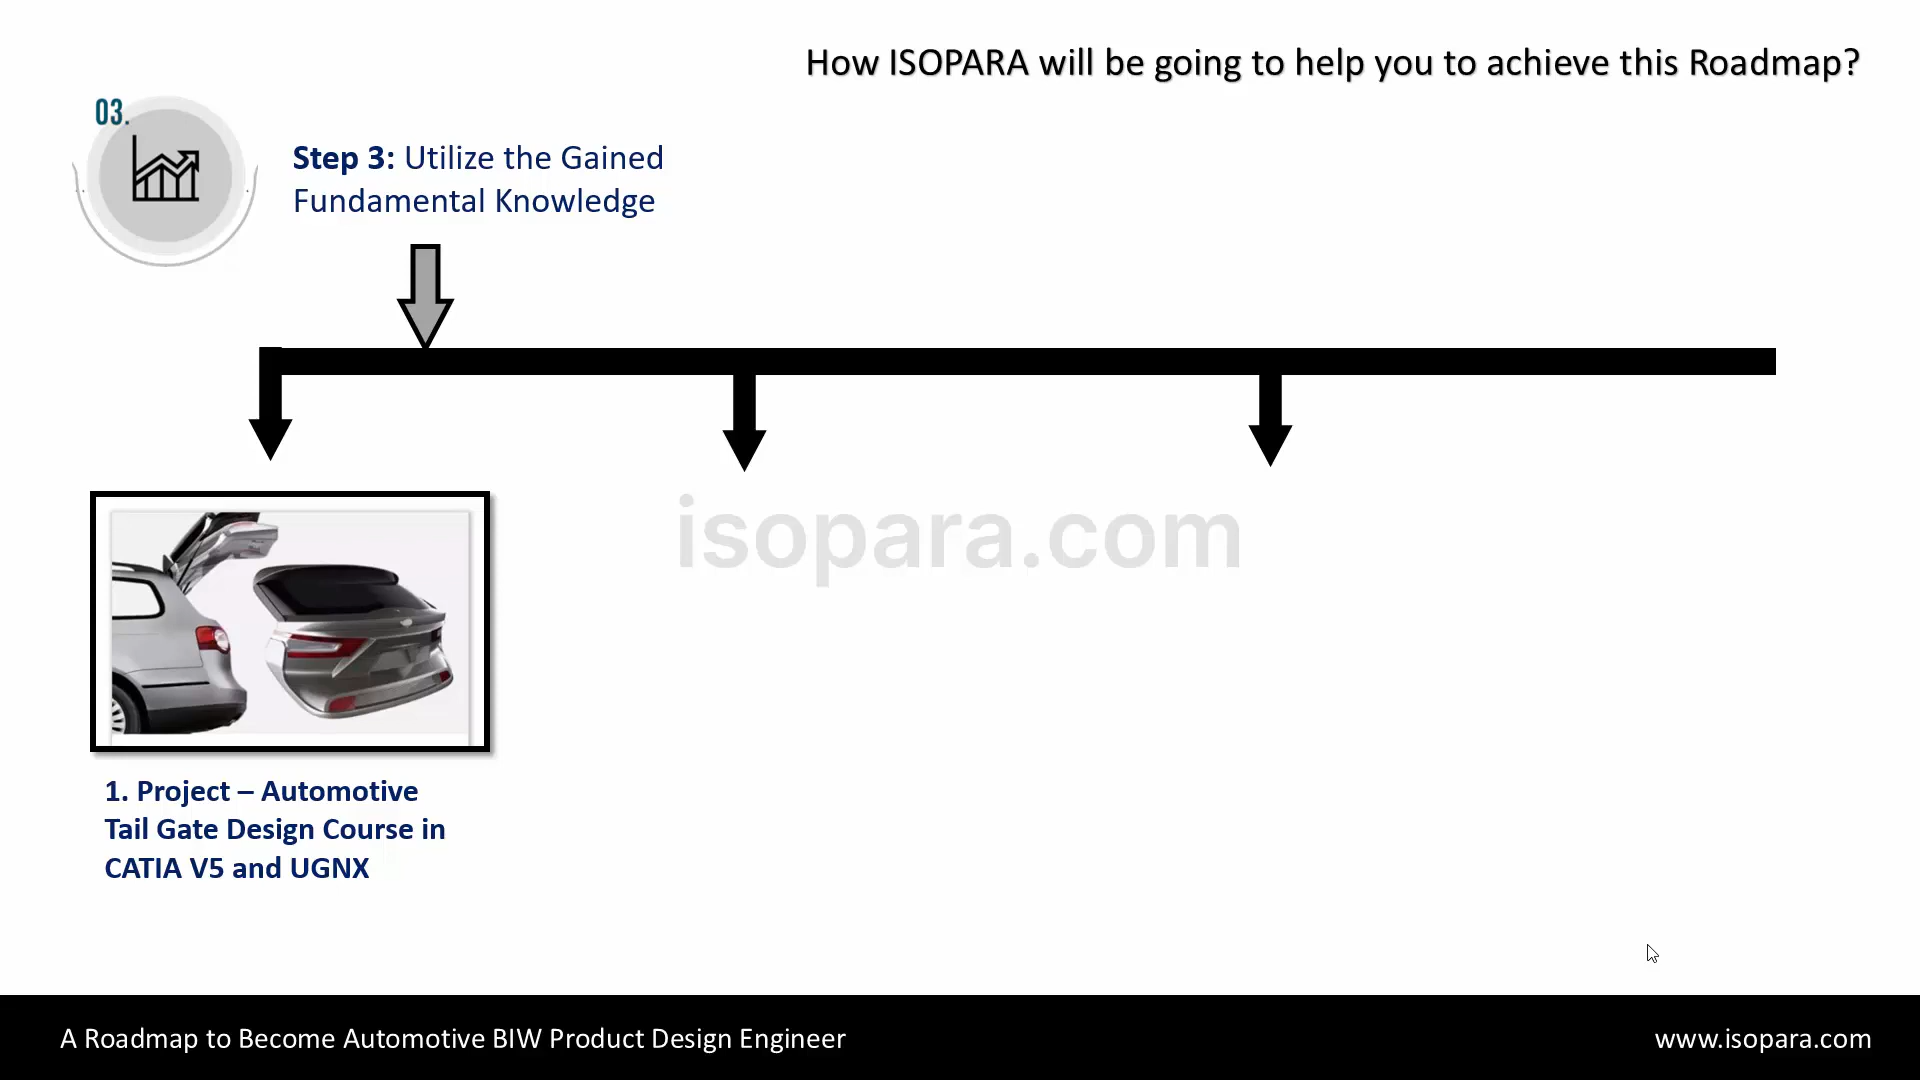 How ISOPARA will be going to help you to achieve this Roadmap?
03.
Step 3: Utilize the Gained
Fundamental Knowledge
isopara.com
1. Project – Automotive
Tail Gate Design Course in
CATIA V5 and UGNX
A Roadmap to Become Automotive BIW Product Design Engineer
www.isopara.com